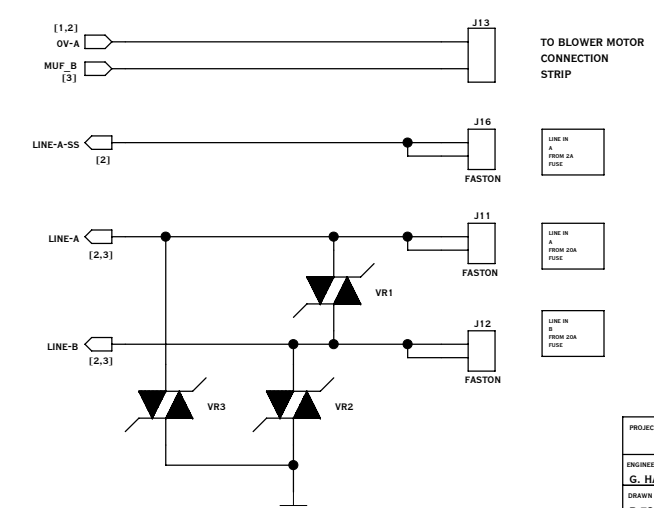 [1,2]
0V-A
MUF_B
[3]
J13
TO BLOWER MOTOR
CONNECTION
STRIP
LINE-A-SS
[2]
J16
FASTON
LINE IN
A
FROM 2A
FUSE
LINE-A
[2,3]
J11
FASTON
LINE IN
A
FROM 20A
FUSE
VR1
LINE-B
[2,3]
J12
FASTON
LINE IN
B
FROM 20A
FUSE
VR3
VR2
PROJEC
ENGINEE
G. HA
DRAWN